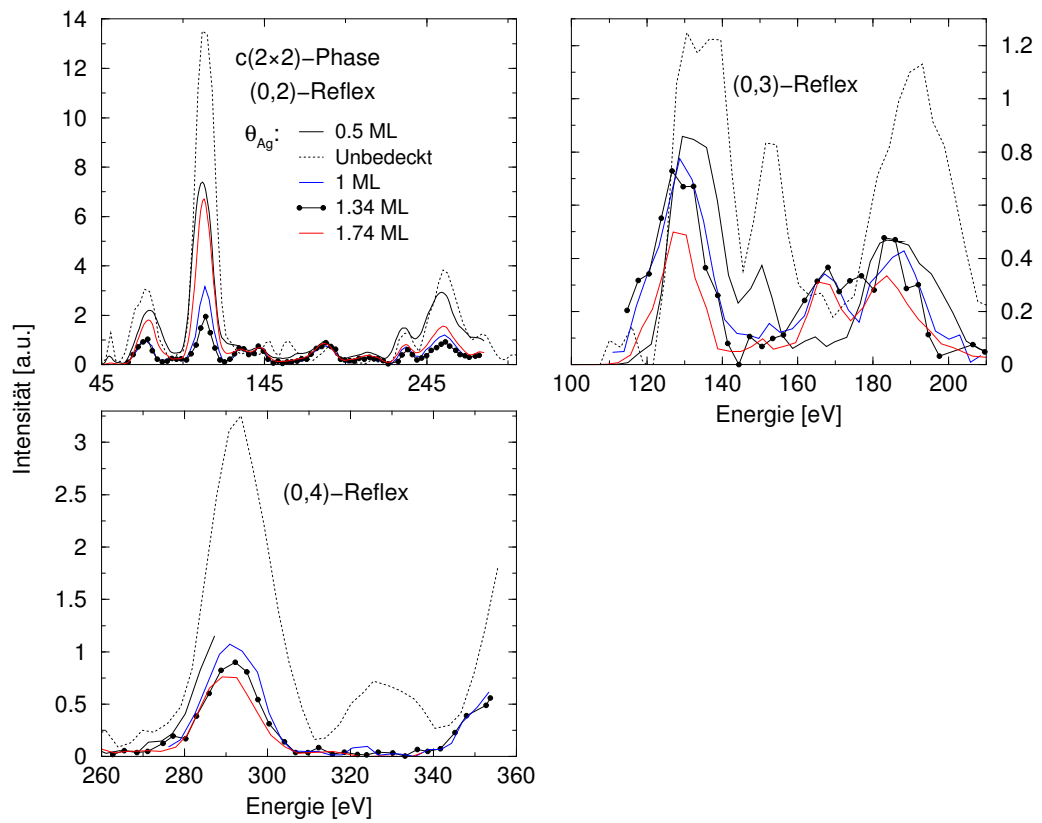 14
12
10
8
6
4
2
0
45
145
245
c(2×2)−Phase
(0,2)−Reflex
θAg:
0.5 ML
Unbedeckt
1 ML
1.34 ML
1.74 ML
(0,3)−Reflex
1.2
1
0.8
0.6
0.4
0.2
0
100
120
140
160
180
200
Energie [eV]
Intensität [a.u.]
3
2.5
2
1.5
1
0.5
0
(0,4)−Reflex
260
280
300
320
340
360
Energie [eV]